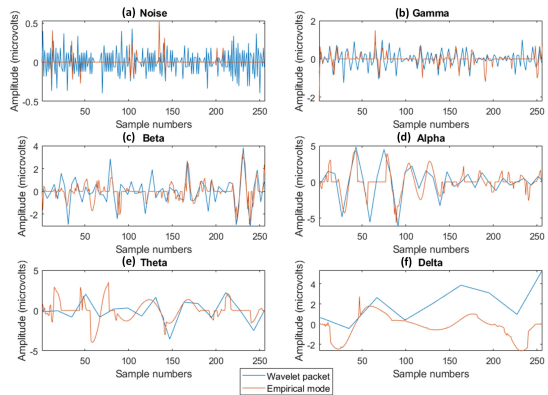 (a) Noise
Amplitude (microvolts)
0.5
0
-0.5
50 100 150 200 250
Sample numbers
(b) Gamma
Amplitude (microvolts)
2
0
-2
50 100 150 200 250
Sample numbers
(c) Beta
Amplitude (microvolts)
4
2
0
-2
50 100 150 200 250
Sample numbers
(d) Alpha
Amplitude (microvolts)
5
0
-5
50 100 150 200 250
Sample numbers
(e) Theta
Amplitude (microvolts)
5
0
-5
50 100 150 200 250
Sample numbers
(f) Delta
Amplitude (microvolts)
4
2
0
-2
50 100 150 200 250
Sample numbers
Wavelet packet
Empirical mode